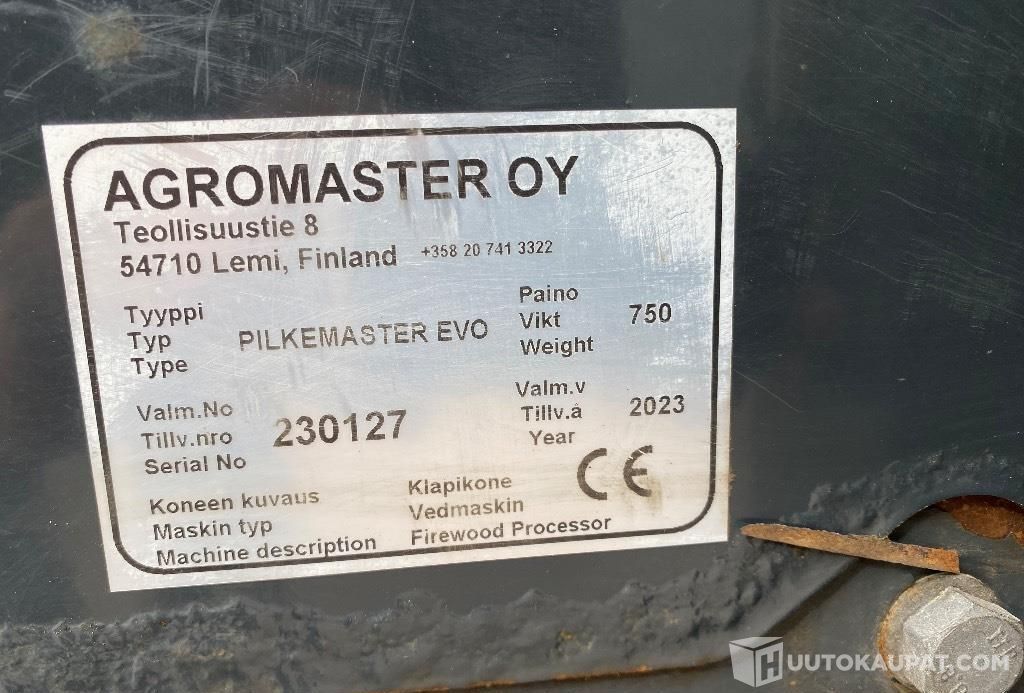 AGROMASTER OY
Teollisuustie 8
54710 Lemi, Finland +358 20 741 3322
Tyyppi
Typ
Type
PILKEMASTER EVO
Paino
Vikt
Weight
750
Valm.No
Tillv.nro
Serial No
230127
Valm.v
Tillv.å
Year
2023
CE
Koneen kuvaus
Maskin typ
Machine description
Klapikone
Vedmaskin
Firewood Processor
HUUTOKAUPAT.COM